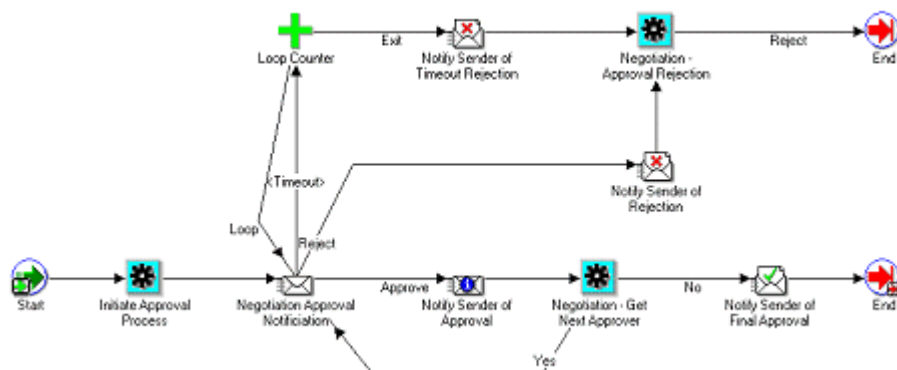 Exit
Reject
Loop Counter
Notify Sender of
Timeout Rejection
Negotiation -
Approval Rejection
End
<Timeout>
Notify Sender of
Rejection
Loop
Reject
Approve
No
Start
Initiate Approval
Process
Negotiation Approval
Notificiation
Notify Sender of
Approval
Negotiation - Get
Next Approver
Notify Sender of
Final Approval
End
Yes